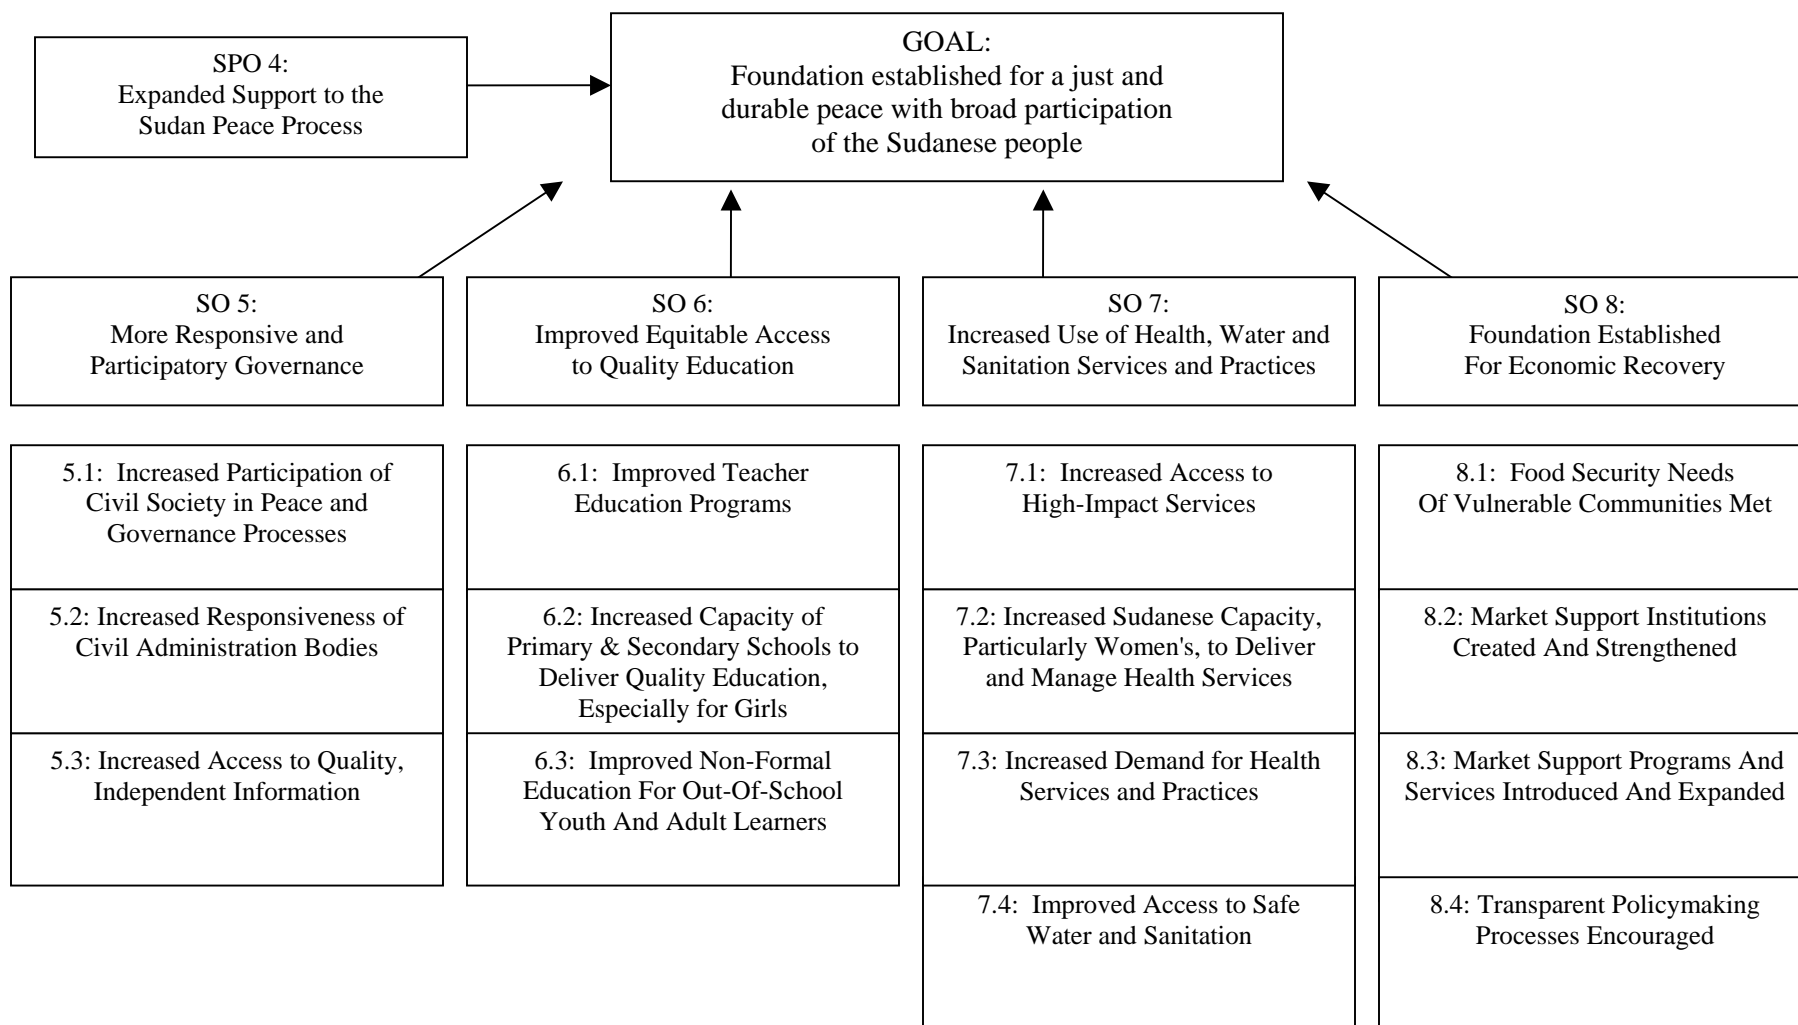 SPO 4:
Expanded Support to the
Sudan Peace Process
GOAL:
Foundation established for a just and
durable peace with broad participation
of the Sudanese people
SO 5:
More Responsive and
Participatory Governance
SO 6:
Improved Equitable Access
to Quality Education
SO 7:
Increased Use of Health, Water and
Sanitation Services and Practices
SO 8:
Foundation Established
For Economic Recovery
5.1:  Increased Participation of
Civil Society in Peace and
Governance Processes
5.2: Increased Responsiveness of
Civil Administration Bodies
5.3: Increased Access to Quality,
Independent Information
6.1:  Improved Teacher
Education Programs
6.2: Increased Capacity of
Primary & Secondary Schools to
Deliver Quality Education,
Especially for Girls
6.3:  Improved Non-Formal
Education For Out-Of-School
Youth And Adult Learners
7.1:  Increased Access to
High-Impact Services
7.2: Increased Sudanese Capacity,
Particularly Women's, to Deliver
and Manage Health Services
7.3: Increased Demand for Health
Services and Practices
7.4:  Improved Access to Safe
Water and Sanitation
8.1:  Food Security Needs
Of Vulnerable Communities Met
8.2: Market Support Institutions
Created And Strengthened
8.3: Market Support Programs And
Services Introduced And Expanded
8.4: Transparent Policymaking
Processes Encouraged